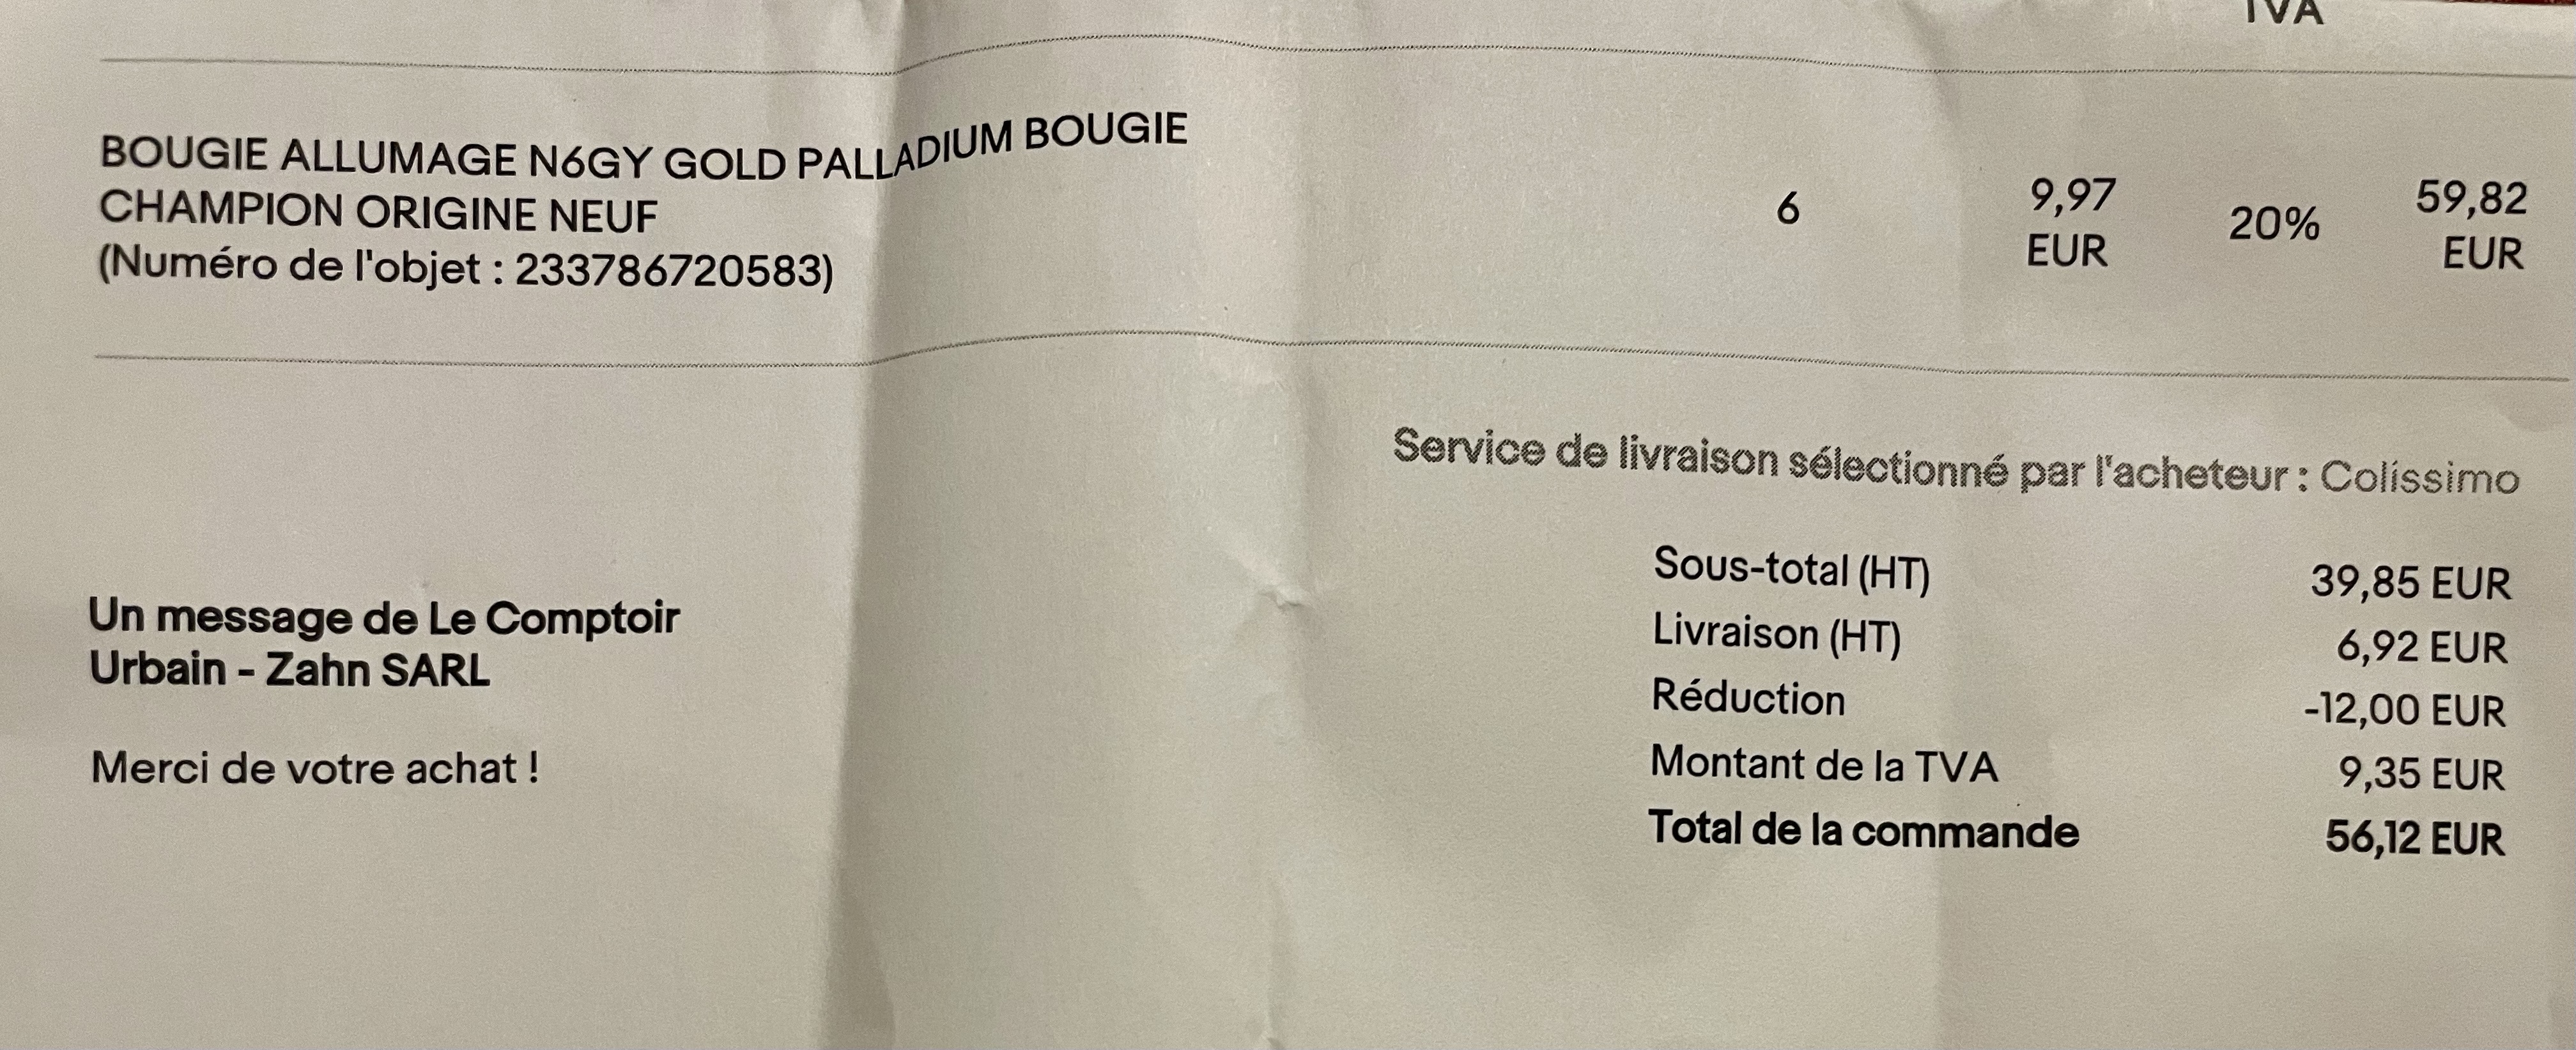 TVA
BOUGIE ALLUMAGE N6GY GOLD PALLADIUM BOUGIE
CHAMPION ORIGINE NEUF
(Numéro de l'objet : 233786720583)
6
9,97
EUR
20%
59,82
EUR
Service de livraison sélectionné par l'acheteur : Colissimo
Sous-total (HT) 39,85 EUR
Livraison (HT) 6,92 EUR
Réduction -12,00 EUR
Montant de la TVA 9,35 EUR
Total de la commande 56,12 EUR
Un message de Le Comptoir
Urbain - Zahn SARL
Merci de votre achat !